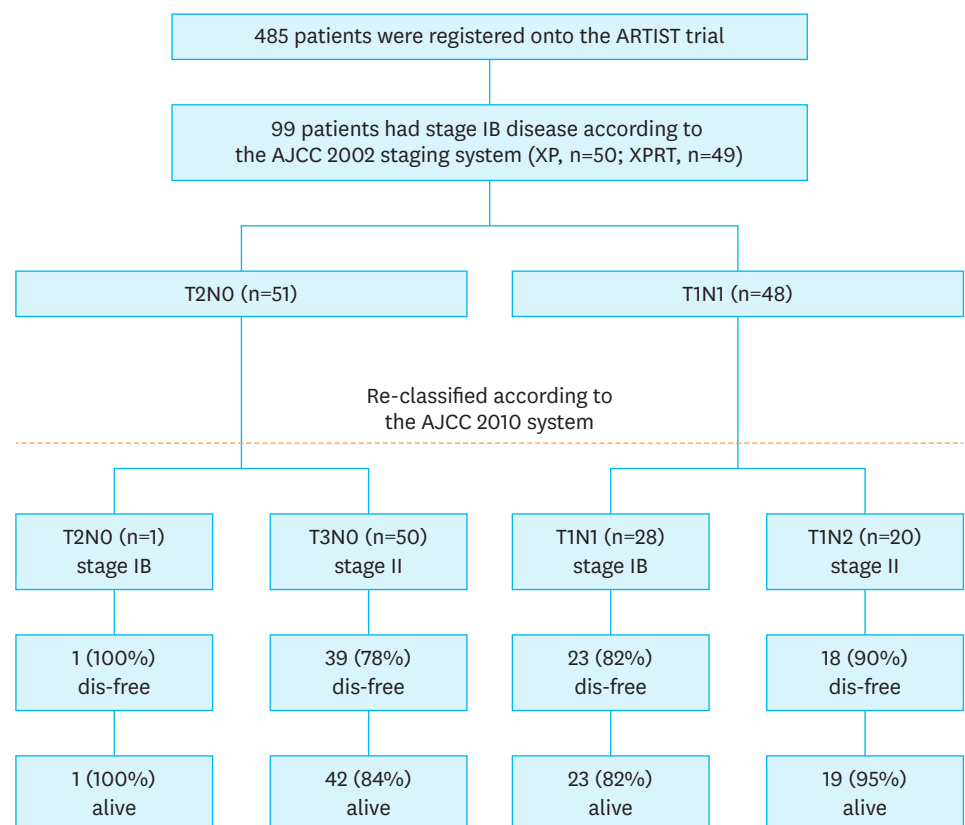 485 patients were registered onto the ARTIST trial
99 patients had stage IB disease according to
the AJCC 2002 staging system (XP, n=50; XPRT, n=49)
T2N0 (n=51)
T1N1 (n=48)
Re-classified according to
the AJCC 2010 system
T2N0 (n=1)
stage IB
T3N0 (n=50)
stage II
T1N1 (n=28)
stage IB
T1N2 (n=20)
stage II
1 (100%)
dis-free
39 (78%)
dis-free
23 (82%)
dis-free
18 (90%)
dis-free
1 (100%)
alive
42 (84%)
alive
23 (82%)
alive
19 (95%)
alive